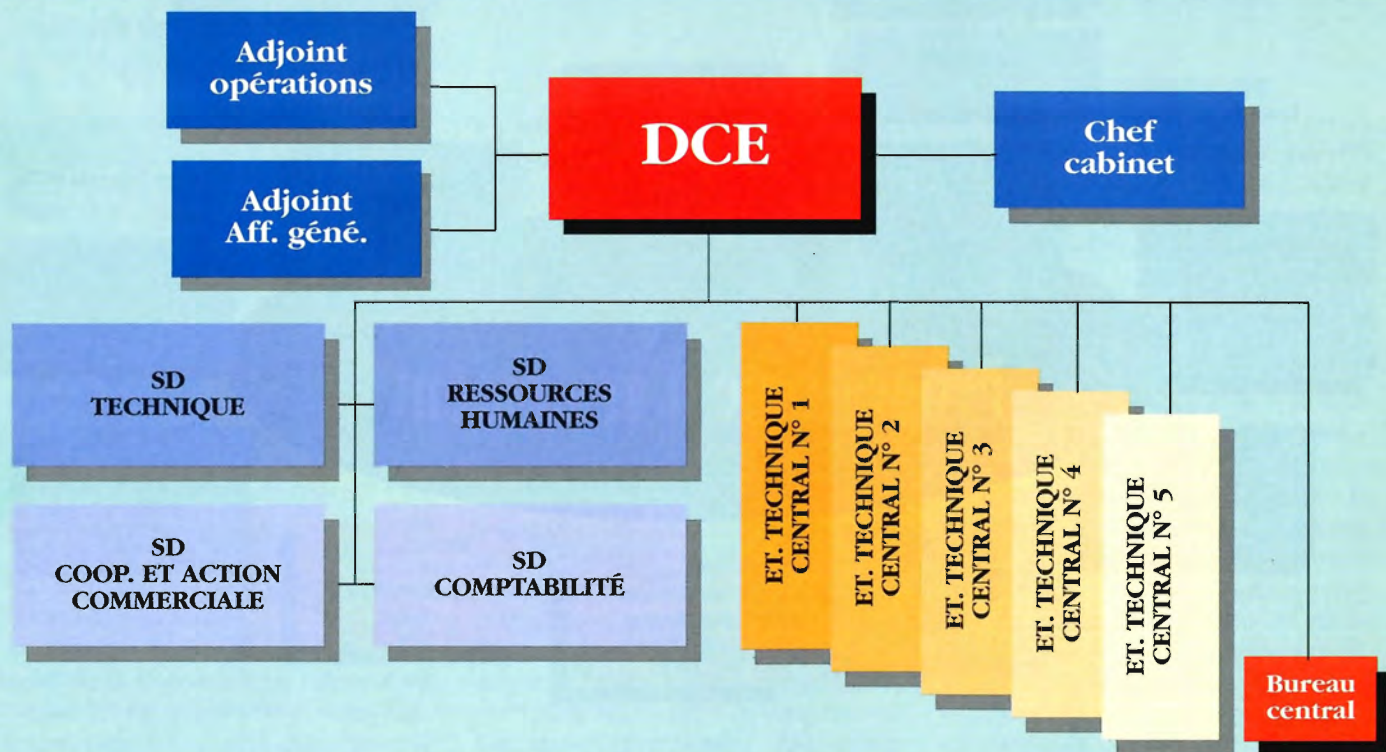 Adjoint
opérations
DCE
Chef
cabinet
Adjoint
Aff. géné.
SD
TECHNIQUE
SD
RESSOURCES
HUMAINES
SD
COOP. ET ACTION
COMMERCIALE
SD
COMPTABILITÉ
ET. TECHNIQUE
CENTRAL N° 1
ET. TECHNIQUE
CENTRAL N° 2
ET. TECHNIQUE
CENTRAL N° 3
ET. TECHNIQUE
CENTRAL N° 4
ET. TECHNIQUE
CENTRAL N° 5
Bureau
central